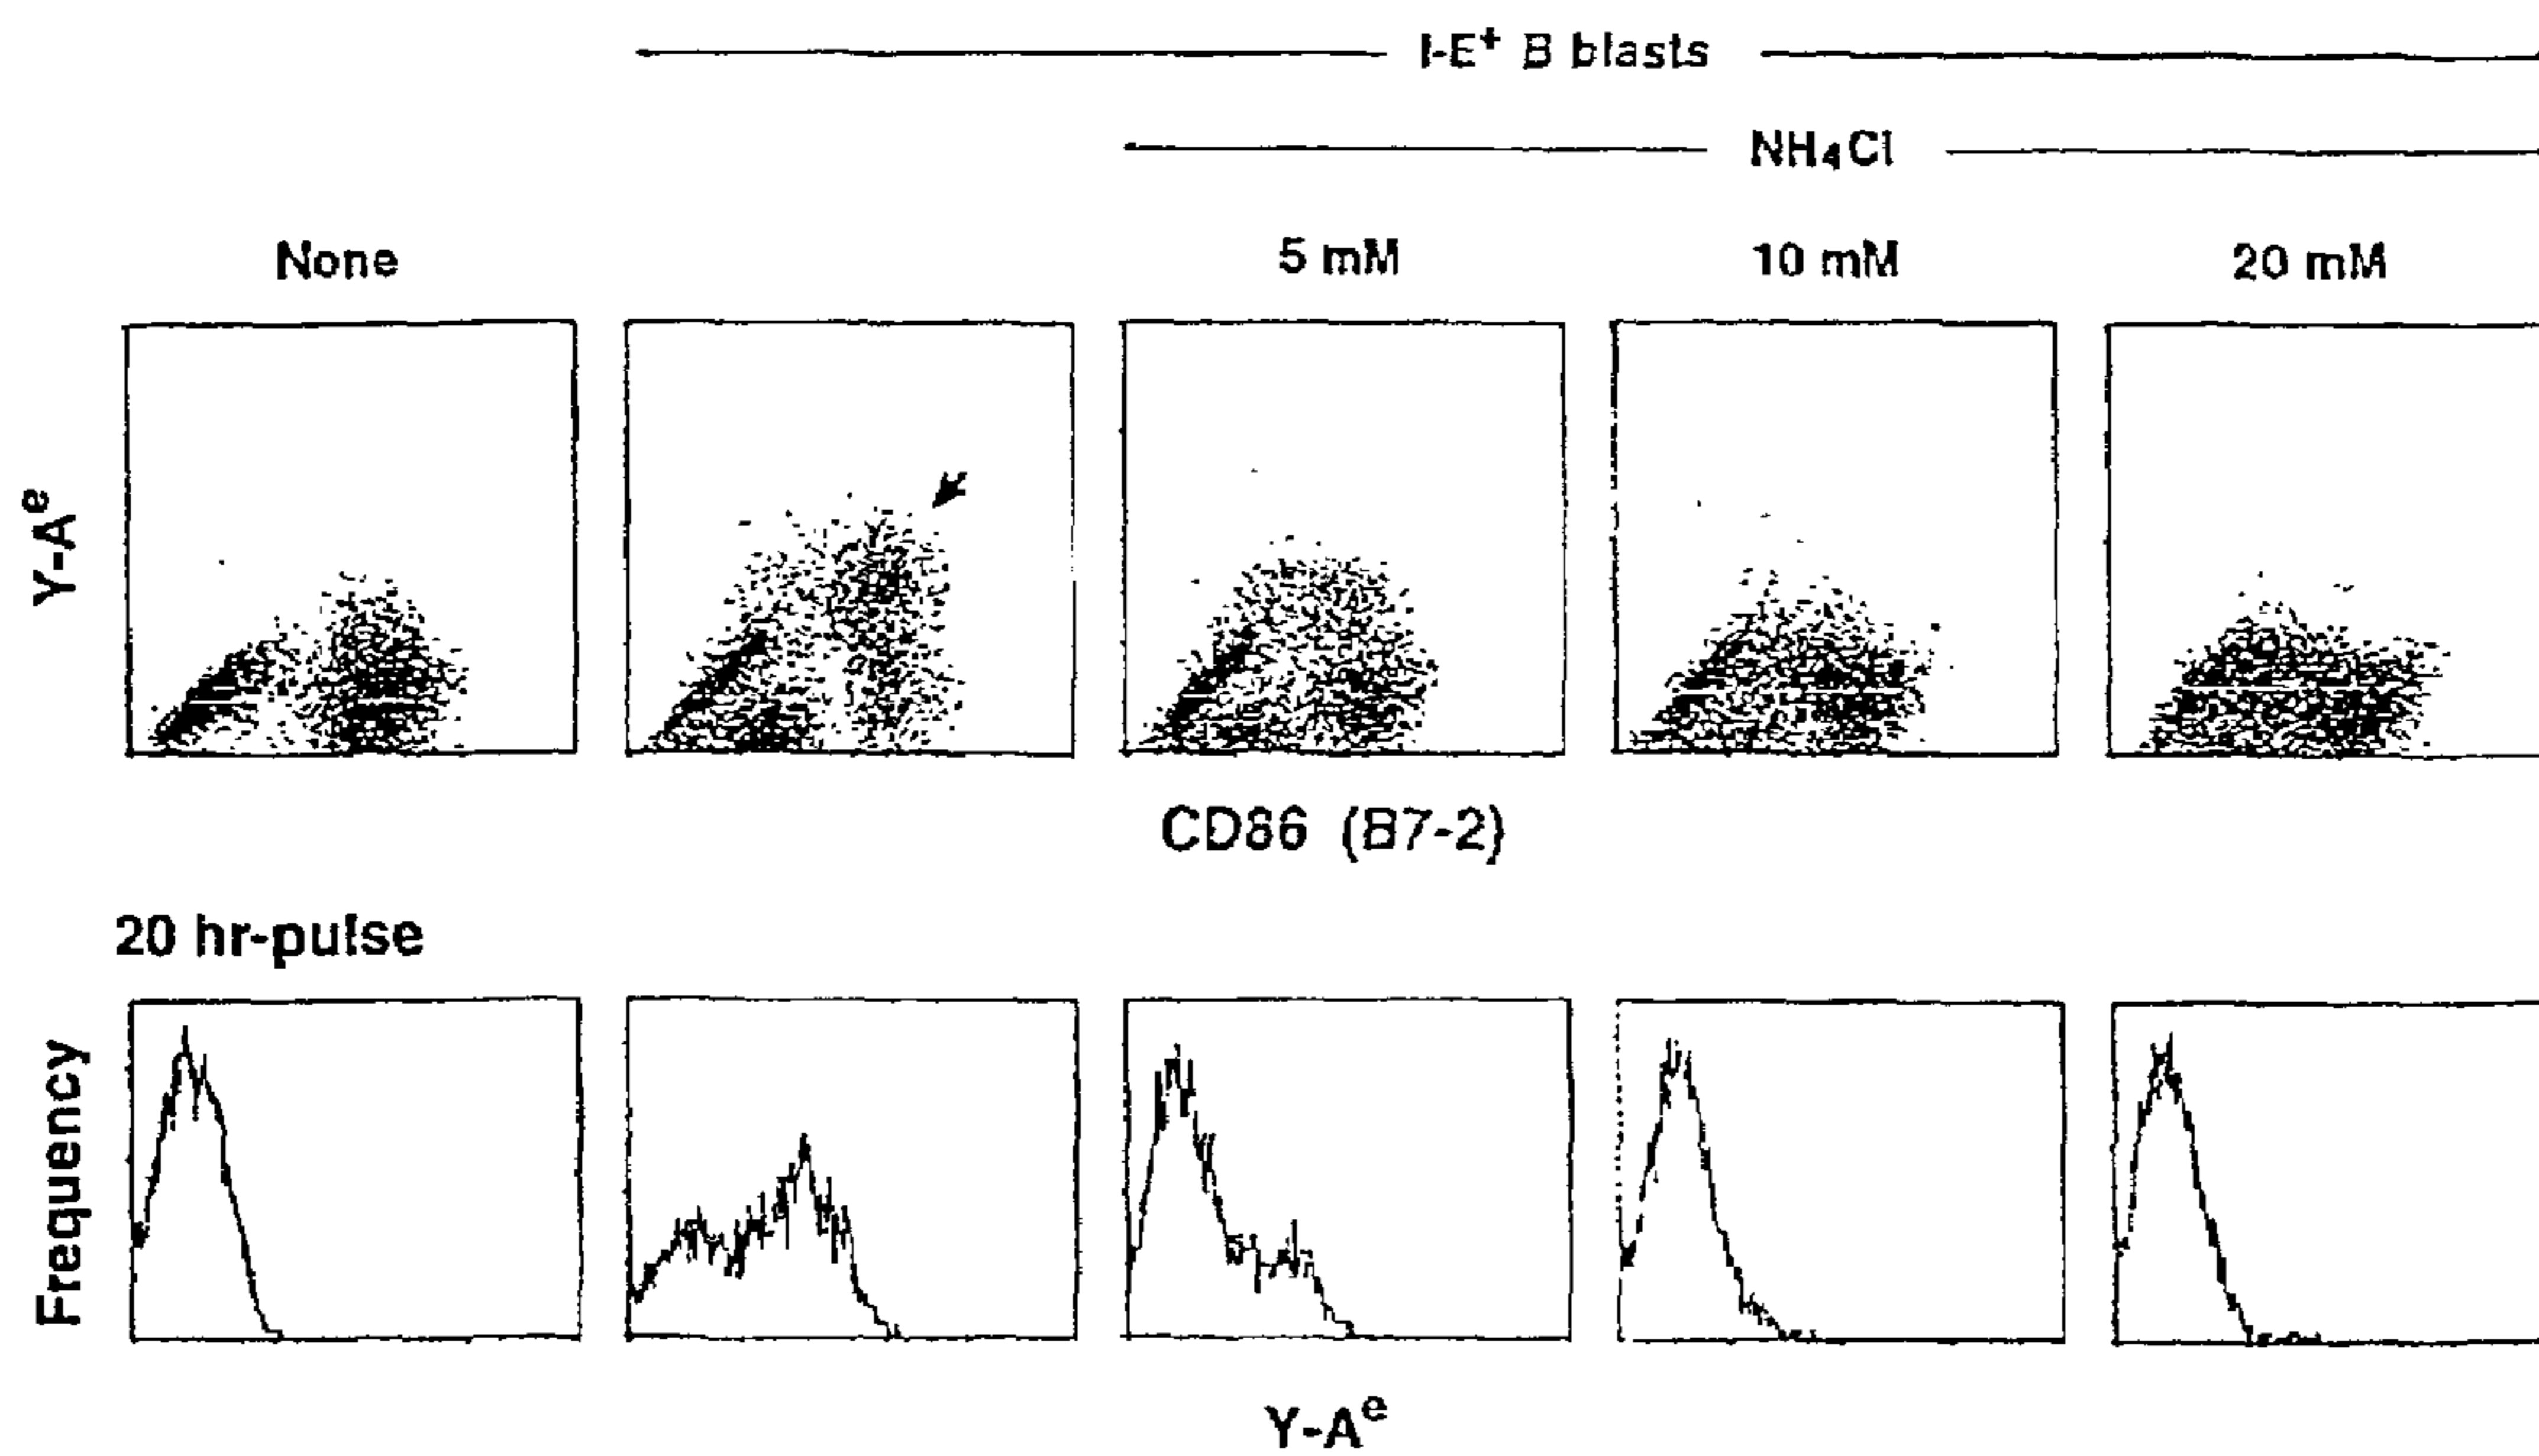 I-E⁺ B blasts
NH₄Cl
None
5 mM
10 mM
20 mM
Y-Aᵉ
CD86 (B7-2)
20 hr-pulse
Frequency
Y-Aᵉ